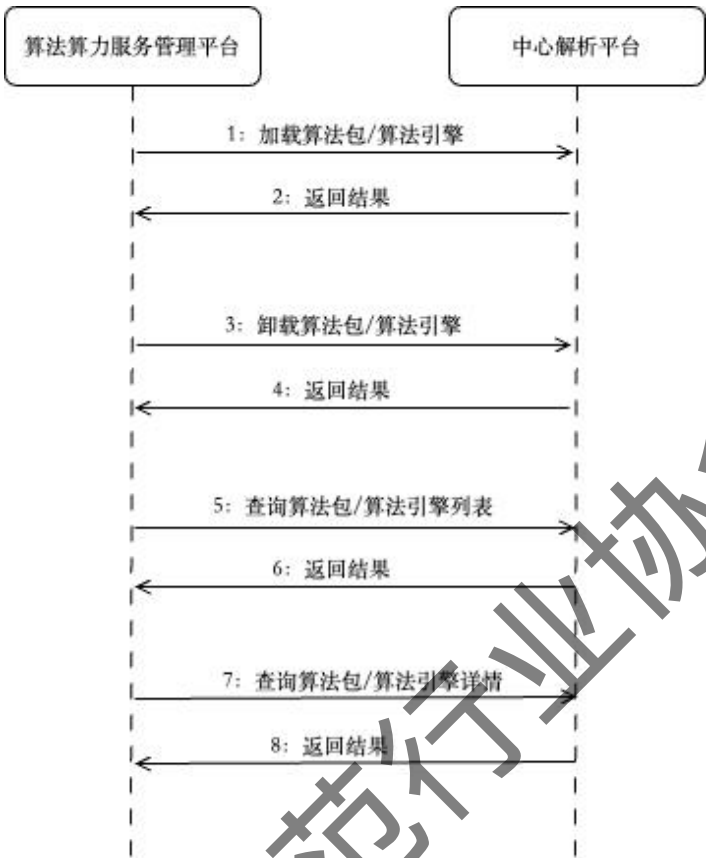 算法算力服务管理平台
中心解析平台
1: 加载算法包/算法引擎
2: 返回结果
3: 卸载算法包/算法引擎
4: 返回结果
5: 查询算法包/算法引擎列表
6: 返回结果
7: 查询算法包/算法引擎详情
8: 返回结果
范行业协